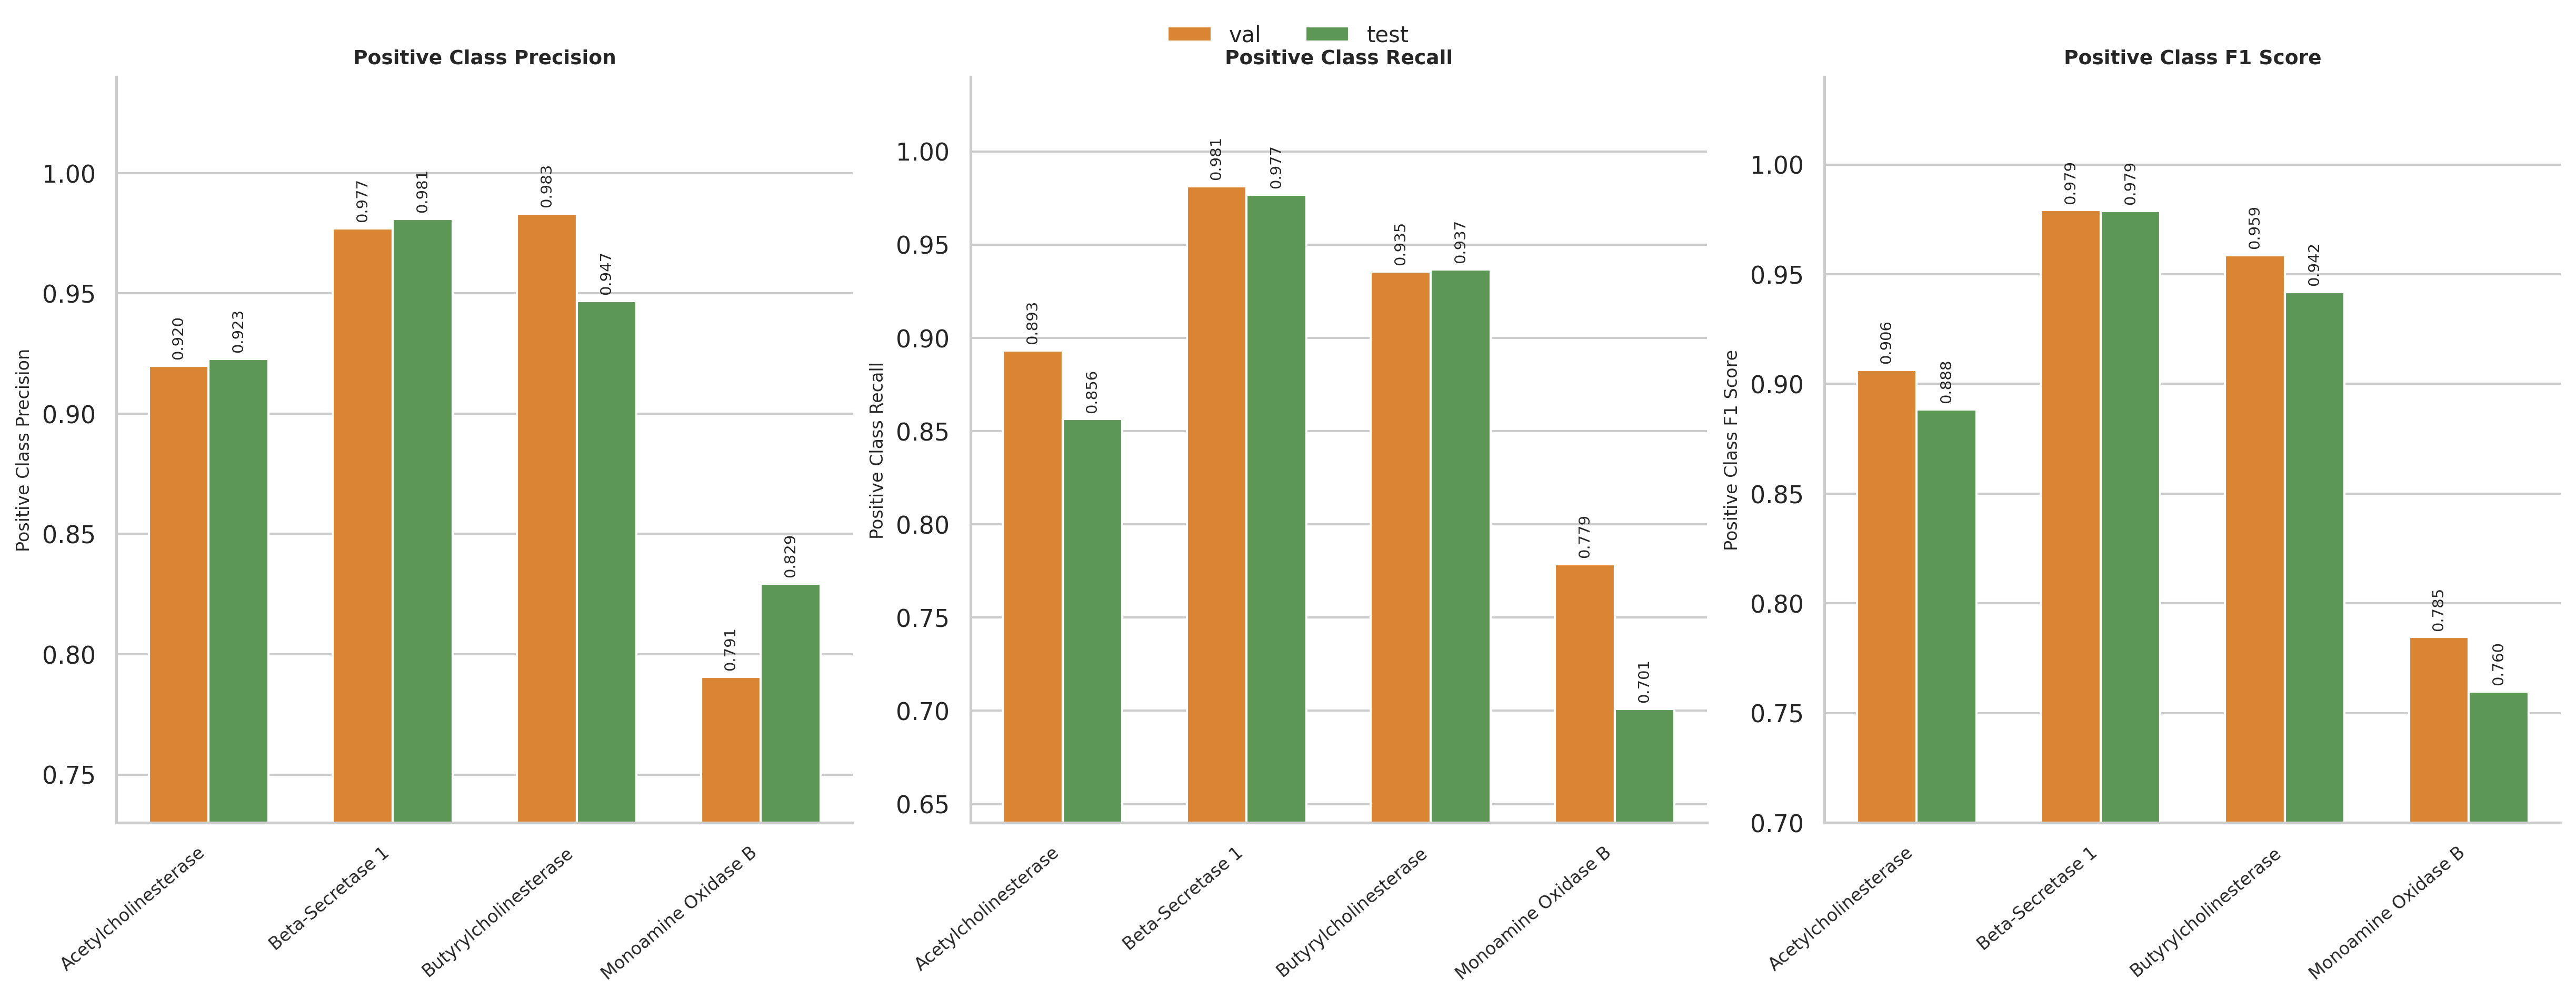 val test
Positive Class Precision
Positive Class Precision
1.00
0.95
0.90
0.85
0.80
0.75
0.920
0.923
0.977
0.981
0.983
0.947
0.791
0.829
Acetylcholinesterase
Beta-Secretase 1
Butyrylcholinesterase
Monoamine Oxidase B
Positive Class Recall
Positive Class Recall
1.00
0.95
0.90
0.85
0.80
0.75
0.70
0.65
0.893
0.856
0.981
0.977
0.935
0.937
0.779
0.701
Acetylcholinesterase
Beta-Secretase 1
Butyrylcholinesterase
Monoamine Oxidase B
Positive Class F1 Score
Positive Class F1 Score
1.00
0.95
0.90
0.85
0.80
0.75
0.70
0.906
0.888
0.979
0.979
0.959
0.942
0.785
0.760
Acetylcholinesterase
Beta-Secretase 1
Butyrylcholinesterase
Monoamine Oxidase B